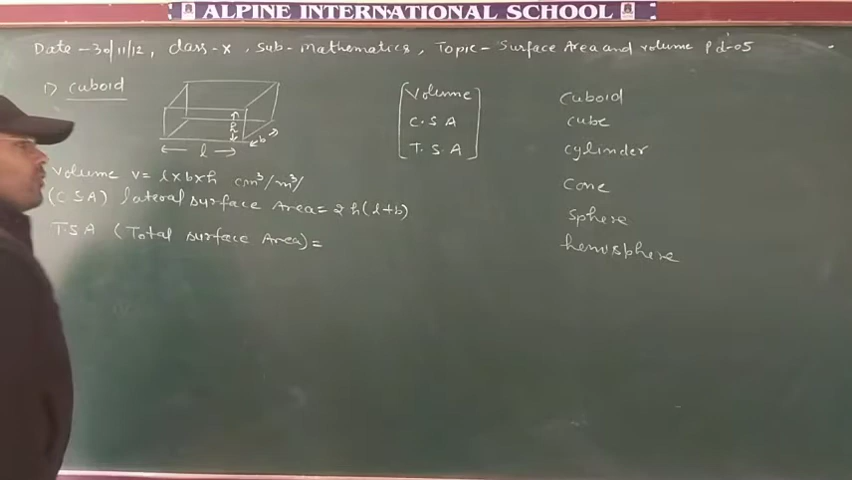 ALPINE INTERNATIONAL SCHOOL
Date - 30/11/12, class - x, Sub - Mathematics, Topic - Surface Area and volume Pd-05
1) Cuboid
h
b
l
Volume V = l x b x h cm³/m³/
(C S A) lateral surface Area = 2 h (l+b)
T.S A (Total surface Area) =
Volume
C.S A
T.S.A
Cuboid
Cube
cylinder
Cone
Sphere
hemisphere